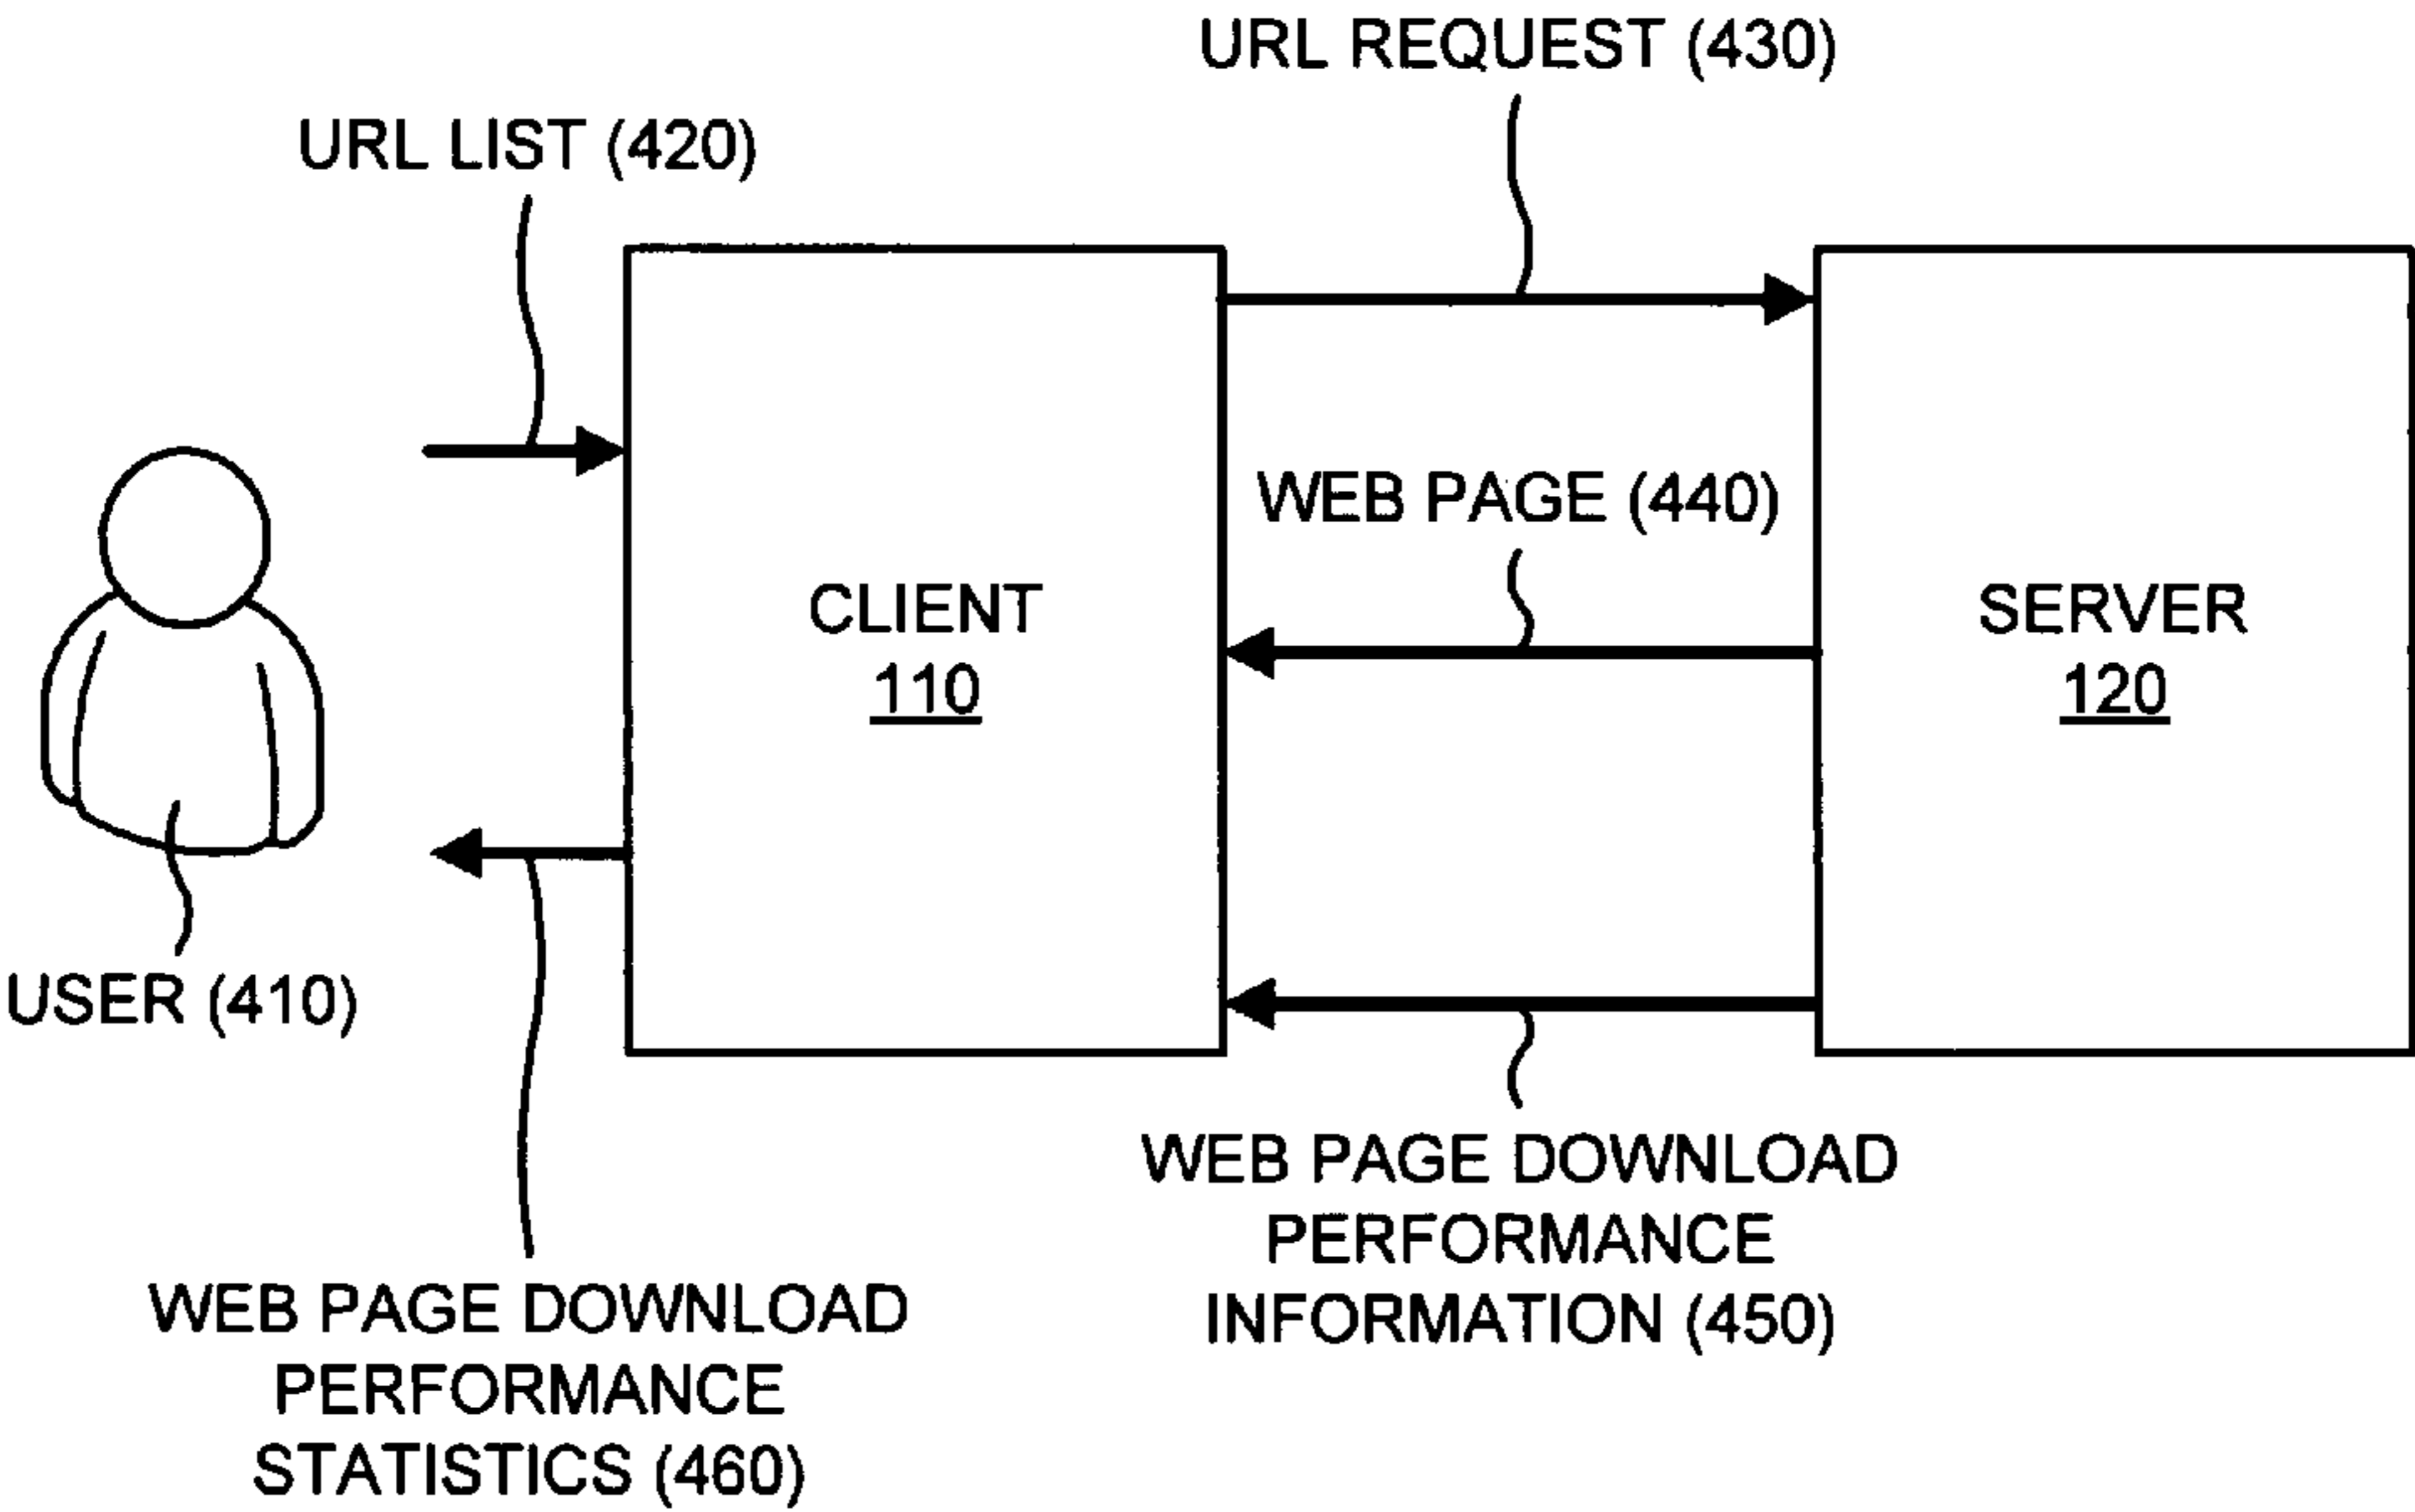 URL REQUEST (430)
URL LIST (420)
WEB PAGE (440)
CLIENT
110
SERVER
120
USER (410)
WEB PAGE DOWNLOAD
PERFORMANCE
INFORMATION (450)
WEB PAGE DOWNLOAD
PERFORMANCE
STATISTICS (460)